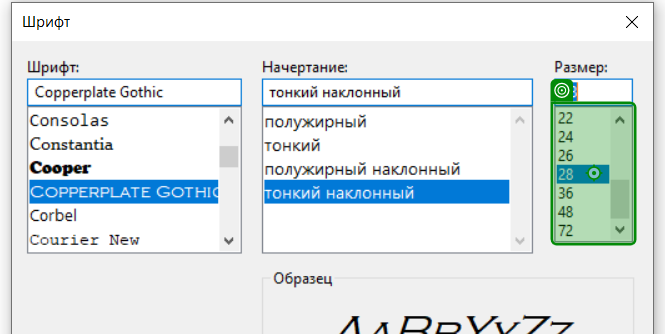 Шрифт
Шрифт:
Начертание:
Размер:
Copperplate Gothic
тонкий наклонный
Consolas
Constantia
Cooper
COPPERPLATE GOTHIC
Corbel
Courier New
полужирный
тонкий
полужирный наклонный
тонкий наклонный
22
24
26
28
36
48
72
Образец
AABBYYZZ